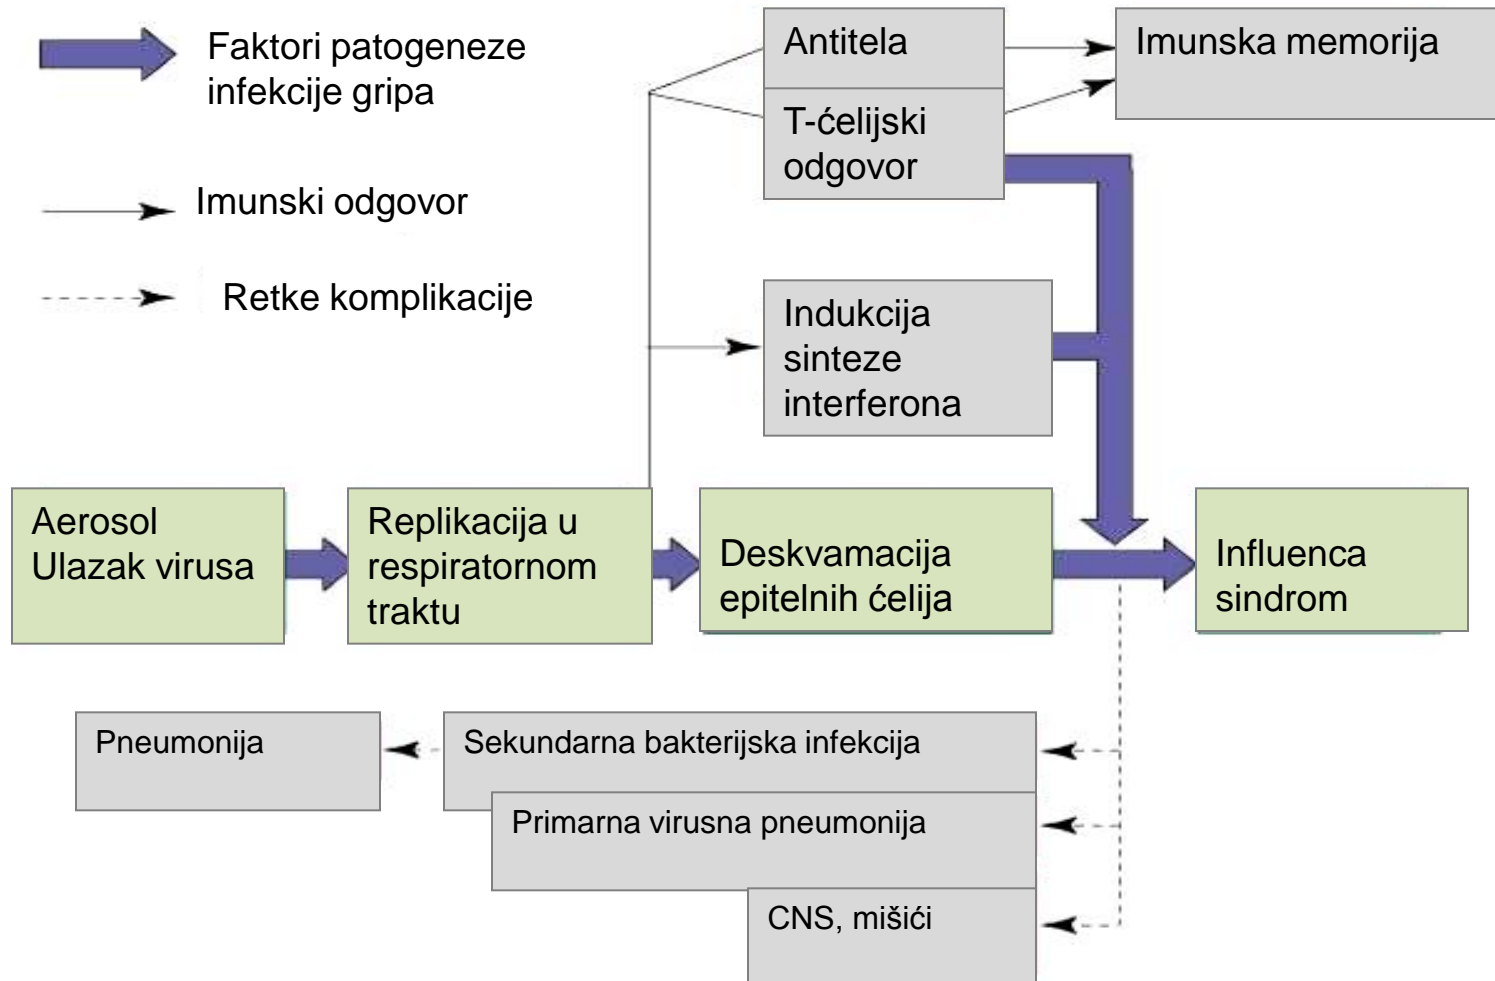 Faktori patogeneze
infekcije gripa
Imunski odgovor
Retke komplikacije
Antitela
T-ćelijski
odgovor
Imunska memorija
Indukcija
sinteze
interferona
Aerosol
Ulazak virusa
Replikacija u
respiratornom
traktu
Deskvamacija
epitelnih ćelija
Influenca
sindrom
Pneumonija
Sekundarna bakterijska infekcija
Primarna virusna pneumonija
CNS, mišići